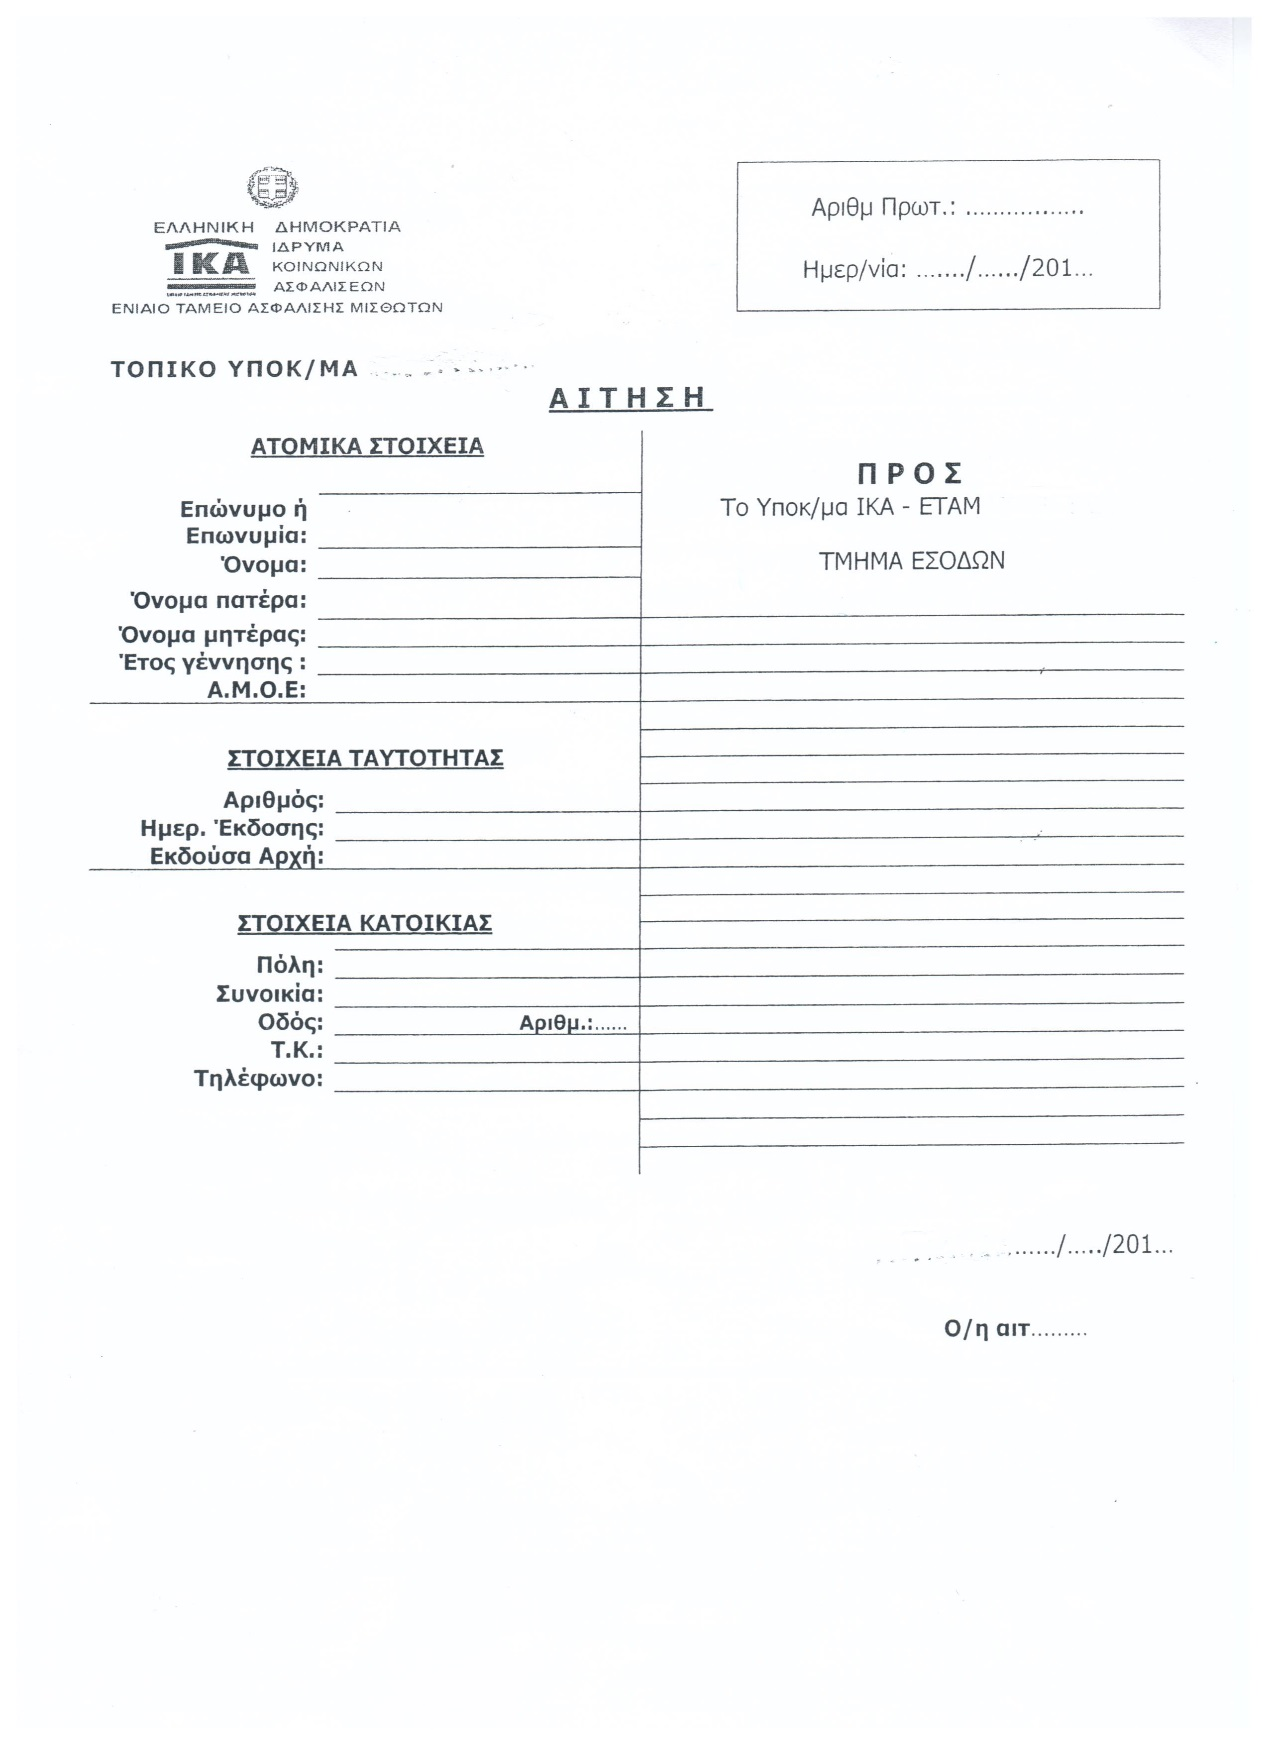 ΕΛΛΗΝΙΚΗ ΔΗΜΟΚΡΑΤΙΑ
ΙΚΑ
ΙΔΡΥΜΑ
ΚΟΙΝΩΝΙΚΩΝ
ΑΣΦΑΛΙΣΕΩΝ
ΕΝΙΑΙΟ ΤΑΜΕΙΟ ΑΣΦΑΛΙΣΗΣ ΜΙΣΘΩΤΩΝ
Αριθμ Πρωτ.: ................
Ημερ/νία: ......./....../201...
ΤΟΠΙΚΟ ΥΠΟΚ/ΜΑ
ΑΙΤΗΣΗ
ΑΤΟΜΙΚΑ ΣΤΟΙΧΕΙΑ
Επώνυμο ή
Επωνυμία:
Όνομα:
Όνομα πατέρα:
Όνομα μητέρας:
Έτος γέννησης :
Α.Μ.Ο.Ε:
ΣΤΟΙΧΕΙΑ ΤΑΥΤΟΤΗΤΑΣ
Αριθμός:
Ημερ. Έκδοσης:
Εκδούσα Αρχή:
ΣΤΟΙΧΕΙΑ ΚΑΤΟΙΚΙΑΣ
Πόλη:
Συνοικία:
Οδός: Αριθμ.:......
Τ.Κ.:
Τηλέφωνο:
ΠΡΟΣ
Το Υποκ/μα ΙΚΑ - ΕΤΑΜ
ΤΜΗΜΑ ΕΣΟΔΩΝ
....../...../201...
Ο/η αιτ.........